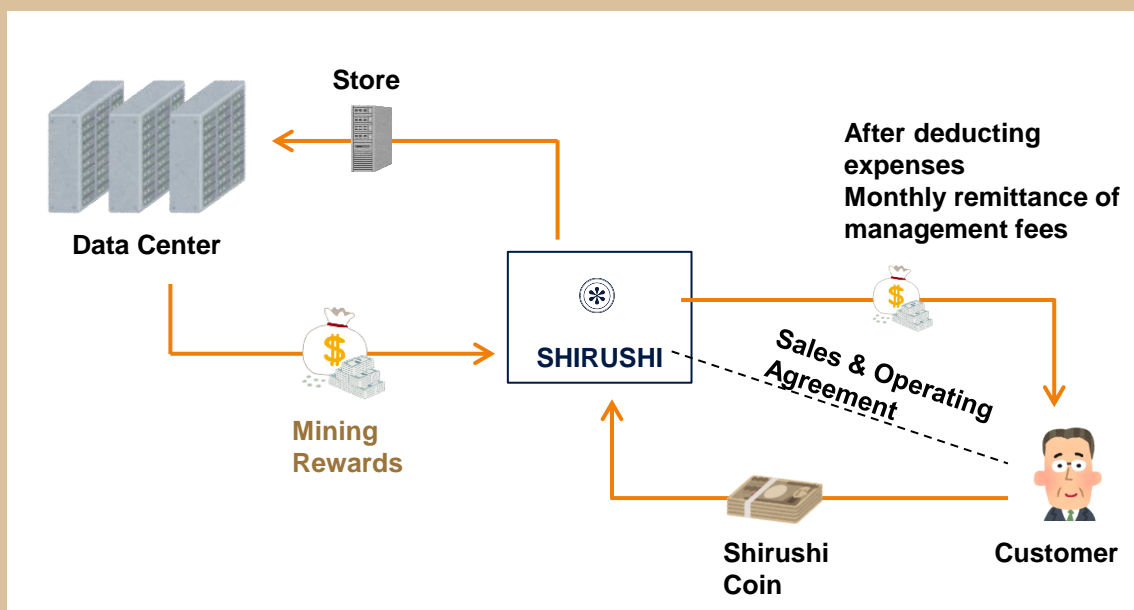 Store
After deducting
expenses
Monthly remittance of
management fees
Data Center
SHIRUSHI
Sales & Operating
Agreement
Mining
Rewards
Shirushi
Coin
Customer